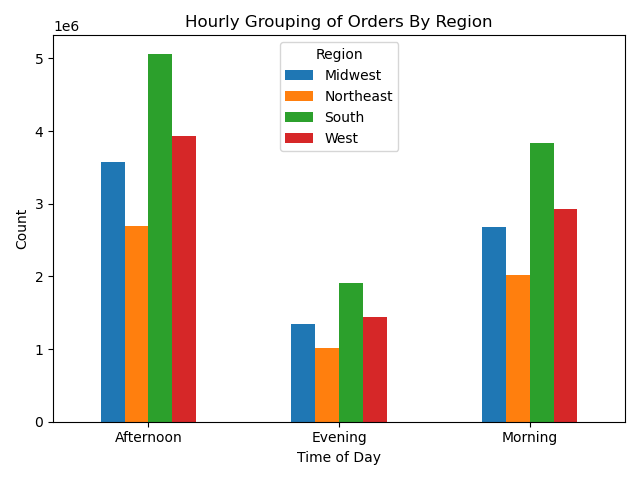 Hourly Grouping of Orders By Region
1e6
Region
Midwest
Northeast
South
West
5
4
3
2
1
0
Count
Afternoon
Evening
Morning
Time of Day